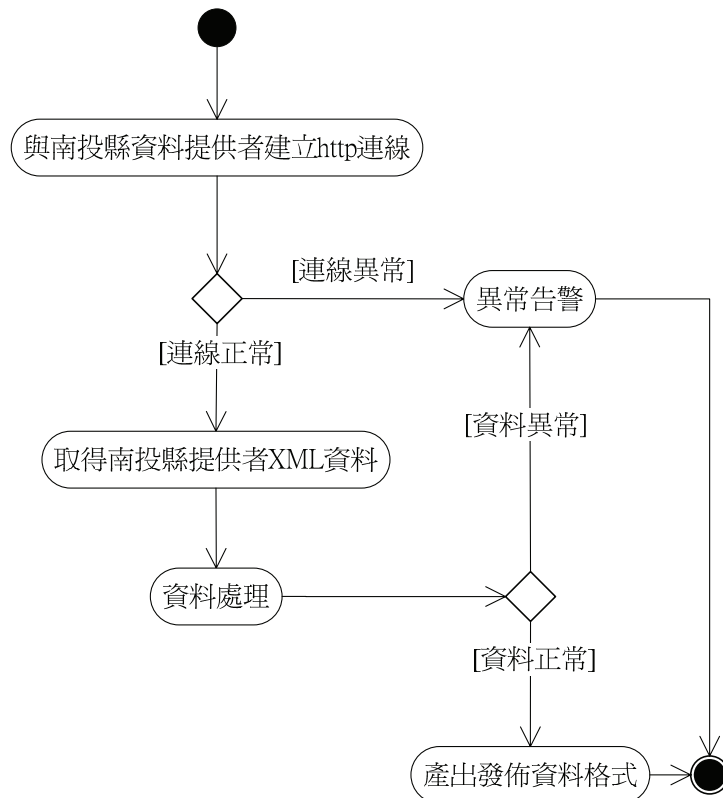 與南投縣資料提供者建立http連線
[連線異常]
異常告警
[連線正常]
[資料異常]
取得南投縣提供者XML資料
資料處理
[資料正常]
產出發佈資料格式